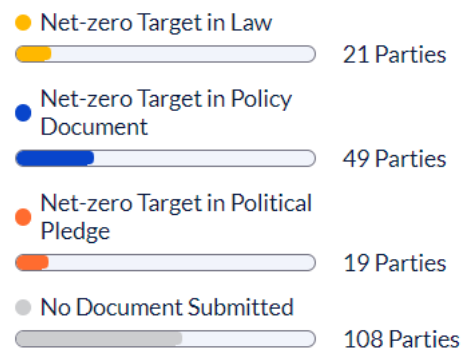 Net-zero Target in Law
21 Parties
Net-zero Target in Policy
Document
49 Parties
Net-zero Target in Political
Pledge
19 Parties
No Document Submitted
108 Parties